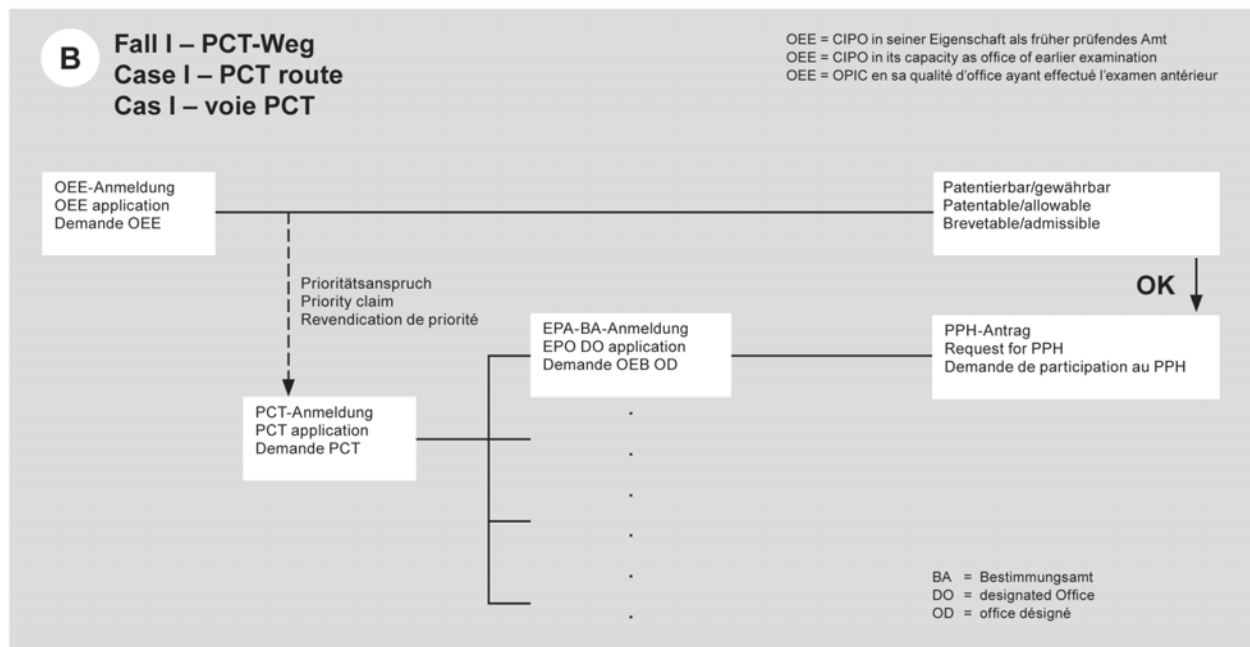 B
Fall I – PCT-Weg
Case I – PCT route
Cas I – voie PCT
OEE = CIPO in seiner Eigenschaft als früher prüfendes Amt
OEE = CIPO in its capacity as office of earlier examination
OEE = OPIC en sa qualité d'office ayant effectué l'examen antérieur
OEE-Anmeldung
OEE application
Demande OEE
Patentierbar/gewährbar
Patentable/allowable
Brevetable/admissible
Prioritätsanspruch
Priority claim
Revendication de priorité
OK
EPA-BA-Anmeldung
EPO DO application
Demande OEB OD
PPH-Antrag
Request for PPH
Demande de participation au PPH
PCT-Anmeldung
PCT application
Demande PCT
BA = Bestimmungsamt
DO = designated Office
OD = office désigné